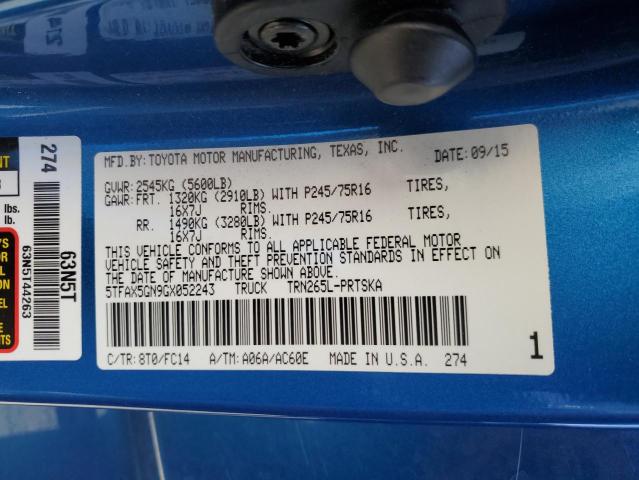 MFD.BY: TOYOTA MOTOR MANUFACTURING, TEXAS, INC. DATE: 09/15
GVWR: 2545KG (5600LB)
GAWR: FRT. 1320KG (2910LB) WITH P245/75R16 TIRES,
16X7J RIMS.
RR. 1490KG (3280LB) WITH P245/75R16 TIRES,
16X7J RIMS.
THIS VEHICLE CONFORMS TO ALL APPLICABLE FEDERAL MOTOR
VEHICLE SAFETY AND THEFT PREVENTION STANDARDS IN EFFECT ON
THE DATE OF MANUFACTURE SHOWN ABOVE.
5TFAX5GN9GX052243 TRUCK TRN265L-PRTSKA
C/TR: 8T0/FC14 A/TM: A06A/AC60E MADE IN U.S.A. 274
1
274
63N5T
63N5T44263
lbs.
lb.